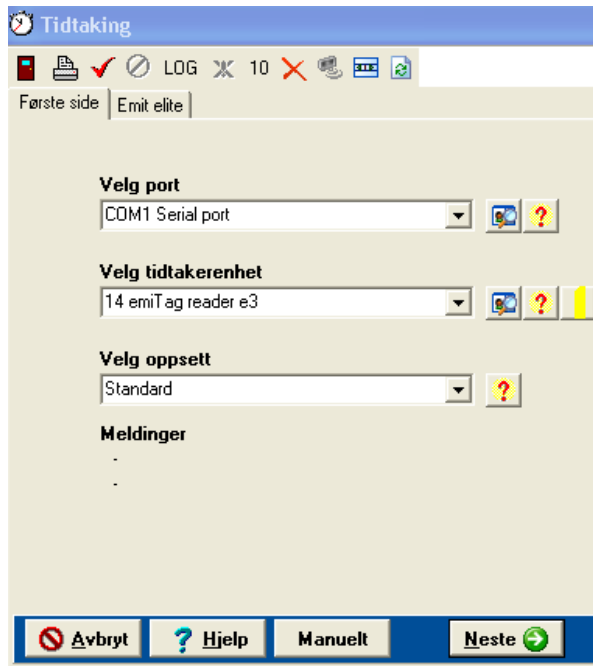 Tidtaking
LOG 10
Første side Emit elite
Velg port
COM1 Serial port
Velg tidtakerenhet
14 emiTag reader e3
Velg oppsett
Standard
Meldinger
-
-
Avbryt Hjelp Manuelt Neste